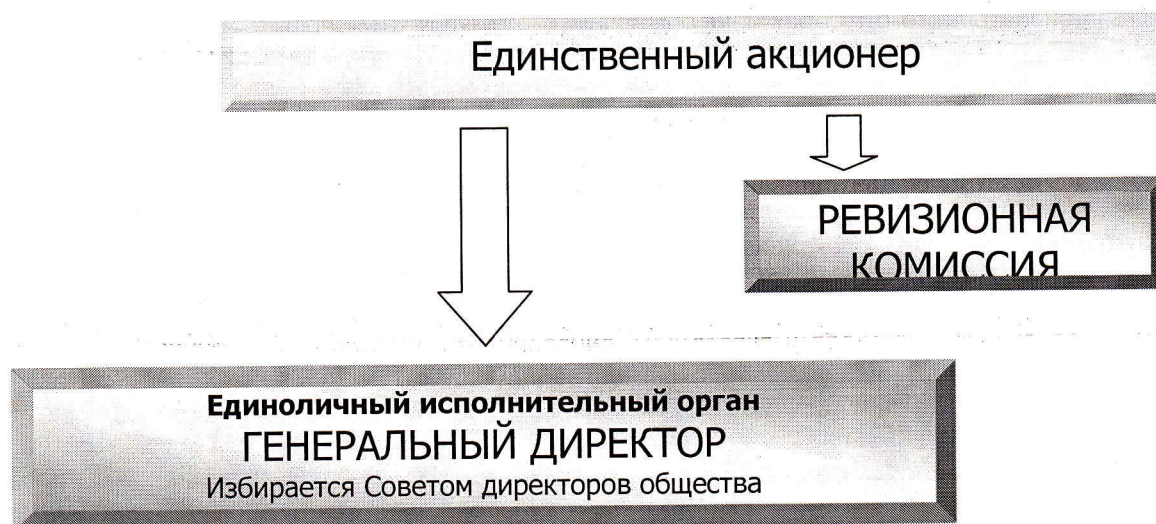 Единственный акционер
РЕВИЗИОННАЯ
КОМИССИЯ
Единоличный исполнительный орган
ГЕНЕРАЛЬНЫЙ ДИРЕКТОР
Избирается Советом директоров общества